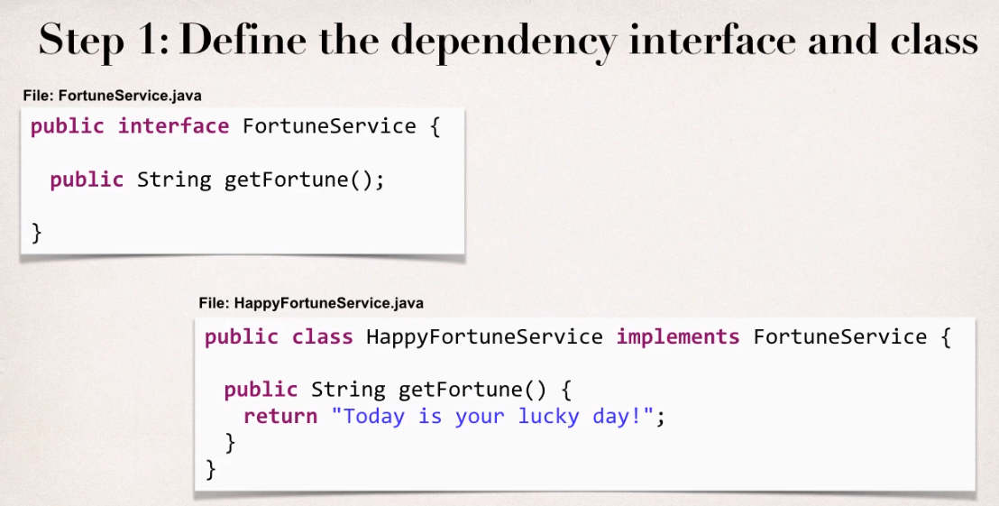 Step 1: Define the dependency interface and class
File: FortuneService.java
public interface FortuneService {
public String getFortune();
}
File: HappyFortuneService.java
public class HappyFortuneService implements FortuneService {
public String getFortune() {
return "Today is your lucky day!";
}
}